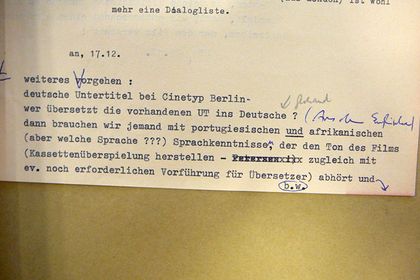 mehr eine Dialogliste.
am, 17.12.
weiteres Vorgehen :
deutsche Untertitel bei Cinetyp Berlin-
wer übersetzt die vorhandenen UT ins Deutsche ?
dann brauchen wir jemand mit portugiesischen und afrikanischen
(aber welche Sprache ???) Sprachkenntnisse, der den Ton des Films
(Kassettenüberspielung herstellen - zugleich mit
ev. noch erforderlichen Vorführung für Übersetzer) abhört und
b.w.